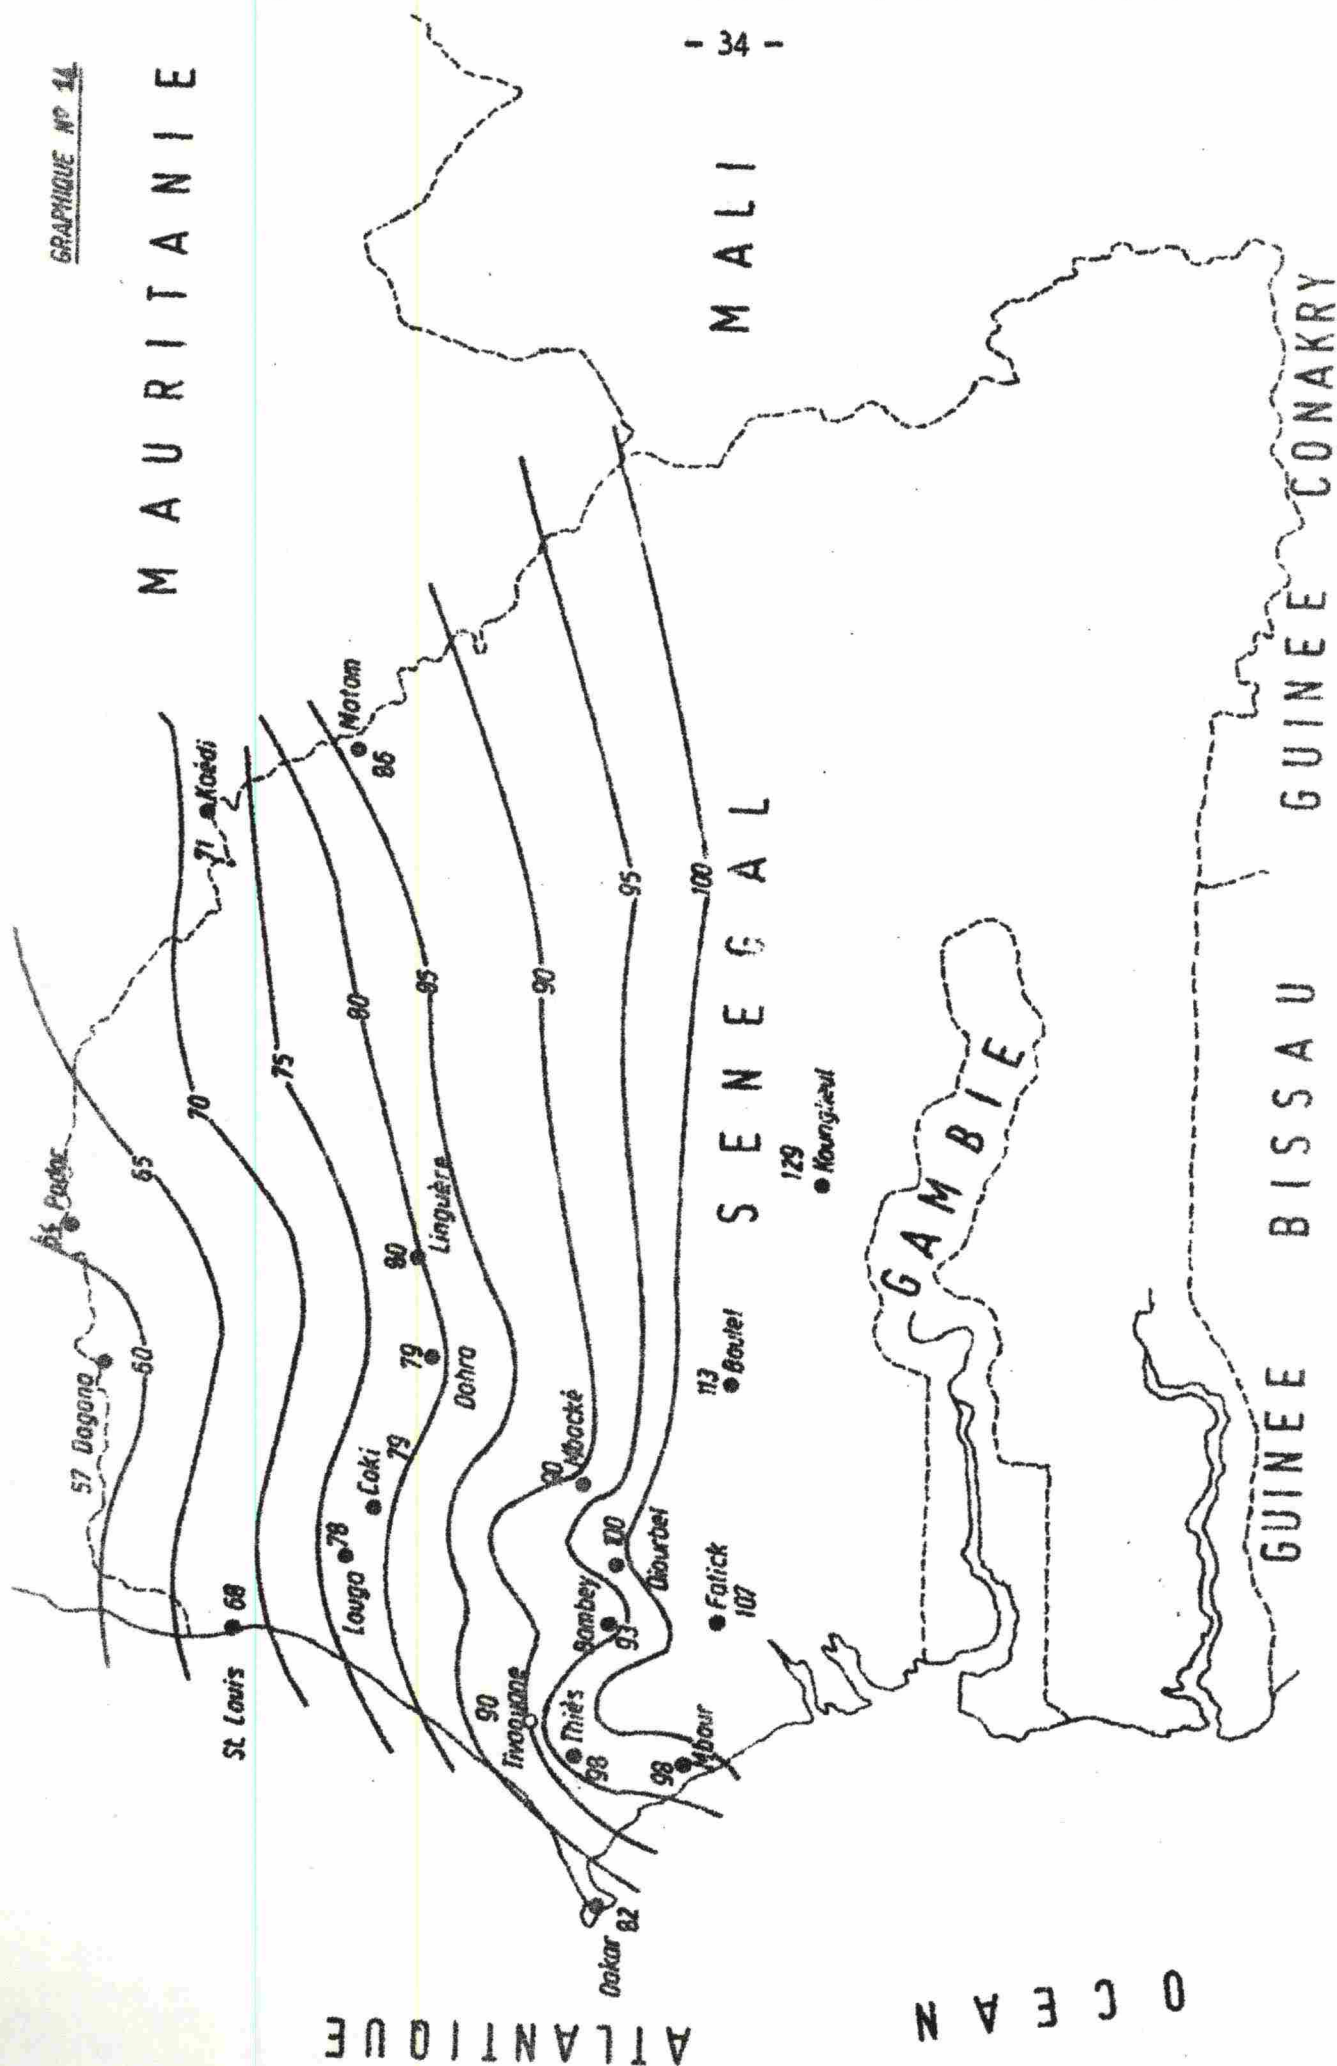 - 34 -
GRAPHIQUE Nº 14
MAURITANIE
MALI
SENEGAL
GAMBIE
GUINEE CONAKRY
GUINEE BISSAU
ATLANTIQUE
OCEAN
57 Dagana
Podor
60
65
70
75
80
85
90
95
100
71 Kaédi
Matam
86
St Louis
68
Louga
78
Coki
79
79
Dahra
80
Linguère
90
Tivaouane
Thiès
98
Mbour
98
Bambey
93
100
Diourbel
90
Mbacké
Fatick
107
113
Boulel
129
Koungheul
Dakar
82